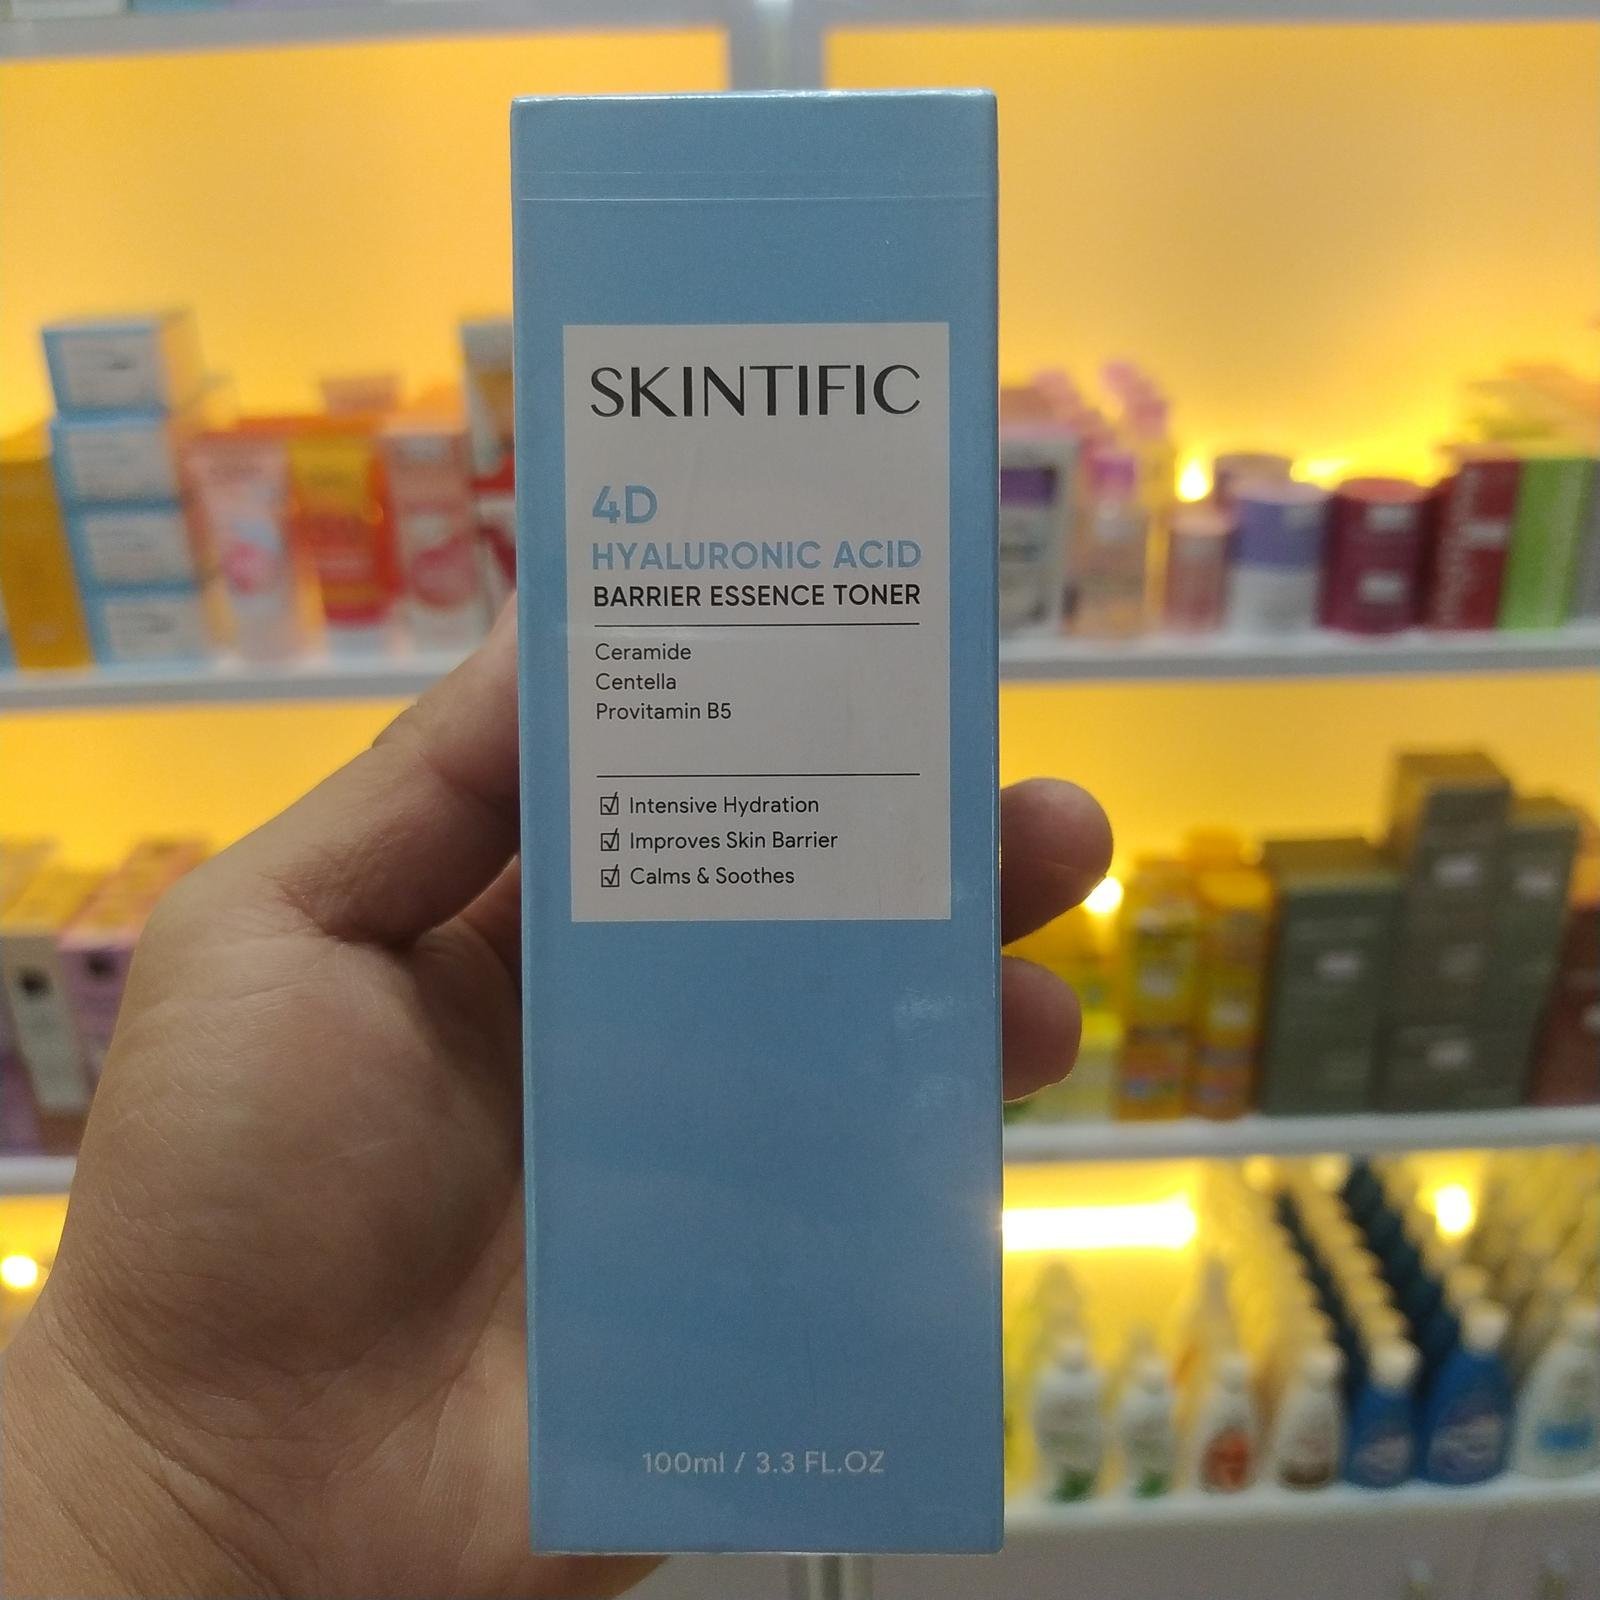 SKINTIFIC
4D
HYALURONIC ACID
BARRIER ESSENCE TONER
Ceramide
Centella
Provitamin B5
☑ Intensive Hydration
☑ Improves Skin Barrier
☑ Calms & Soothes
100ml / 3.3 FL.OZ